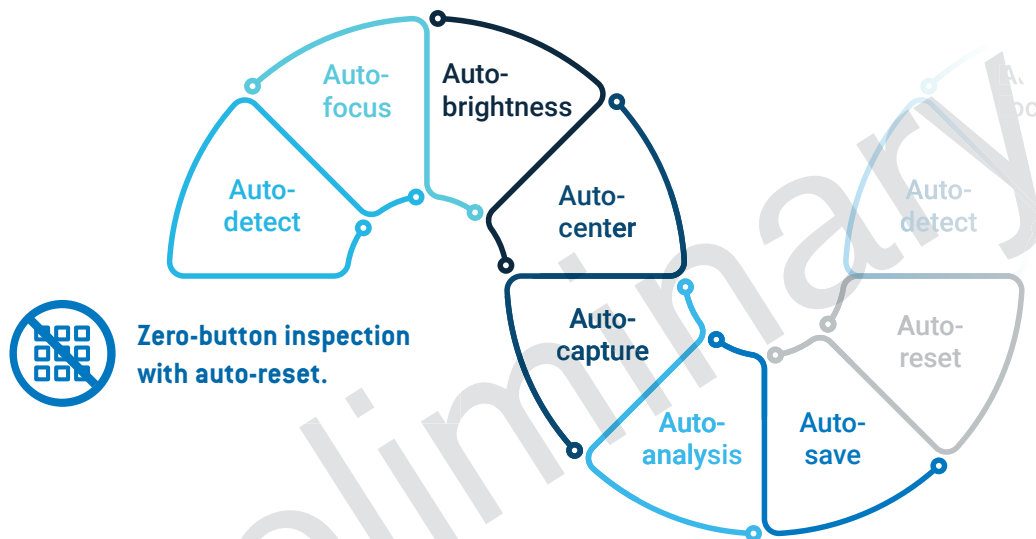 Auto-
detect
Auto-
focus
Auto-
brightness
Auto-
center
Auto-
capture
Auto-
analysis
Auto-
save
Auto-
reset
Auto-
detect
Zero-button inspection
with auto-reset.
eliminary